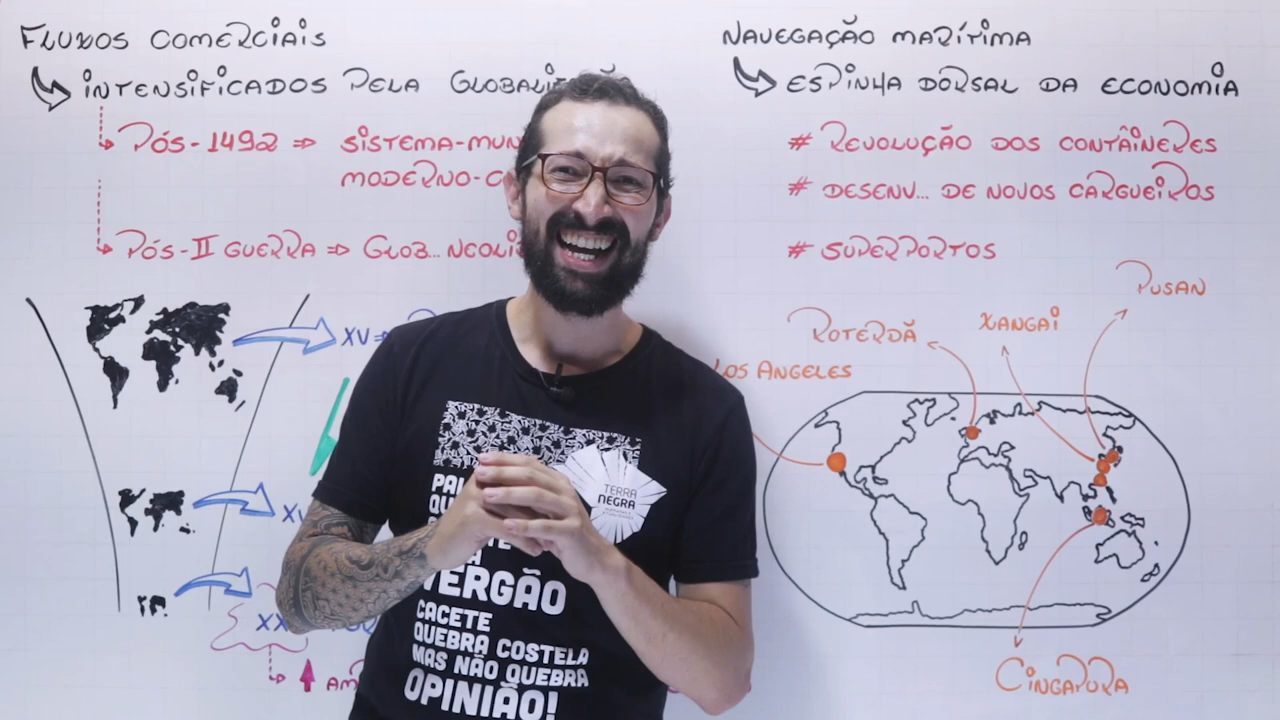 FLUXOS COMERCIAIS
INTENSIFICADOS PELA
PÓS-1492 ⇒ SISTEMA-MUN
MODERNO-C
PÓS-II GUERRA ⇒ GLOB... NEOLI
XV ⇒
XV
XX
NAVEGAÇÃO MARÍTIMA
ESPINHA DORSAL DA ECONOMIA
# REVOLUÇÃO DOS CONTÂINERES
# DESENV... DE NOVOS CARGUEIROS
# SUPERPORTOS
PUSAN
XANGAI
ROTERDÃ
LOS ANGELES
CINGAPURA
TERRA
NEGRA
VERGÃO
CACETE
QUEBRA COSTELA
MAS NÃO QUEBRA
OPINIÃO!